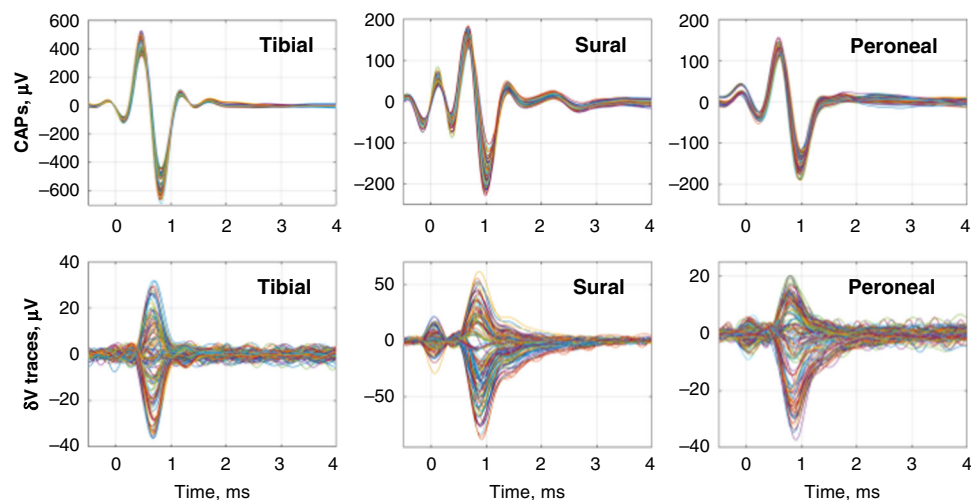 CAPs, µV
600
400
200
0
−200
−400
−600
Tibial
0 1 2 3 4
200
100
0
−100
−200
Sural
0 1 2 3 4
200
100
0
−100
−200
Peroneal
0 1 2 3 4
δV traces, µV
40
20
0
−20
−40
Tibial
0 1 2 3 4
Time, ms
50
0
−50
Sural
0 1 2 3 4
Time, ms
20
0
−20
−40
Peroneal
0 1 2 3 4
Time, ms